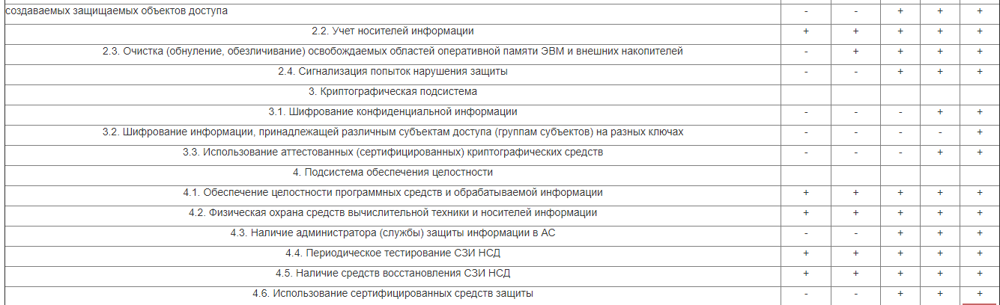 создаваемых защищаемых объектов доступа - - + + +
2.2. Учет носителей информации + + + + +
2.3. Очистка (обнуление, обезличивание) освобождаемых областей оперативной памяти ЭВМ и внешних накопителей - + + + +
2.4. Сигнализация попыток нарушения защиты - - + + +
3. Криптографическая подсистема
3.1. Шифрование конфиденциальной информации - - - + +
3.2. Шифрование информации, принадлежащей различным субъектам доступа (группам субъектов) на разных ключах - - - - +
3.3. Использование аттестованных (сертифицированных) криптографических средств - - - + +
4. Подсистема обеспечения целостности
4.1. Обеспечение целостности программных средств и обрабатываемой информации + + + + +
4.2. Физическая охрана средств вычислительной техники и носителей информации + + + + +
4.3. Наличие администратора (службы) защиты информации в АС - - + + +
4.4. Периодическое тестирование СЗИ НСД + + + + +
4.5. Наличие средств восстановления СЗИ НСД + + + + +
4.6. Использование сертифицированных средств защиты - - + + +